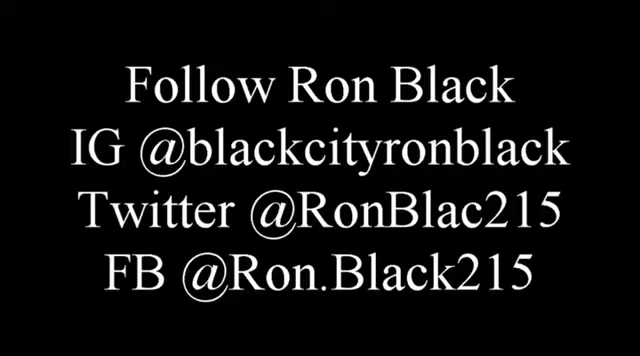 Follow Ron Black
IG @blackcityronblack
Twitter @RonBlac215
FB @Ron.Black215